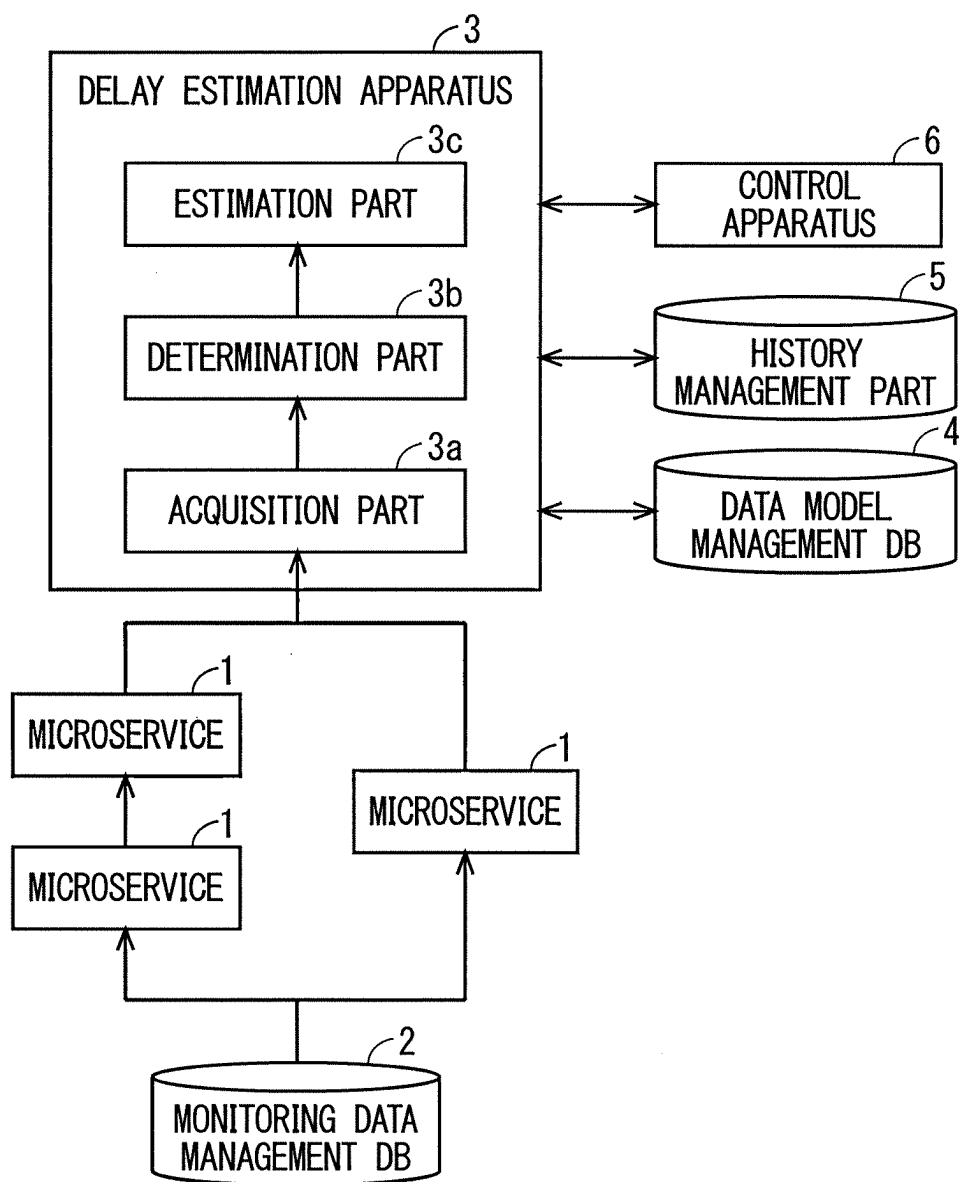 3
DELAY ESTIMATION APPARATUS
3c
ESTIMATION PART
6
CONTROL
APPARATUS
3b
DETERMINATION PART
5
HISTORY
MANAGEMENT PART
3a
ACQUISITION PART
4
DATA MODEL
MANAGEMENT DB
1
MICROSERVICE
1
MICROSERVICE
1
MICROSERVICE
2
MONITORING DATA
MANAGEMENT DB